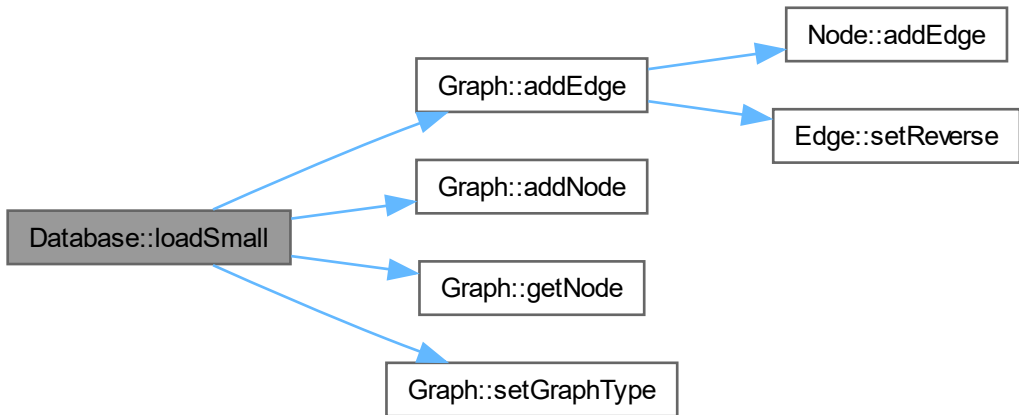 Node::addEdge
Graph::addEdge
Edge::setReverse
Graph::addNode
Database::loadSmall
Graph::getNode
Graph::setGraphType